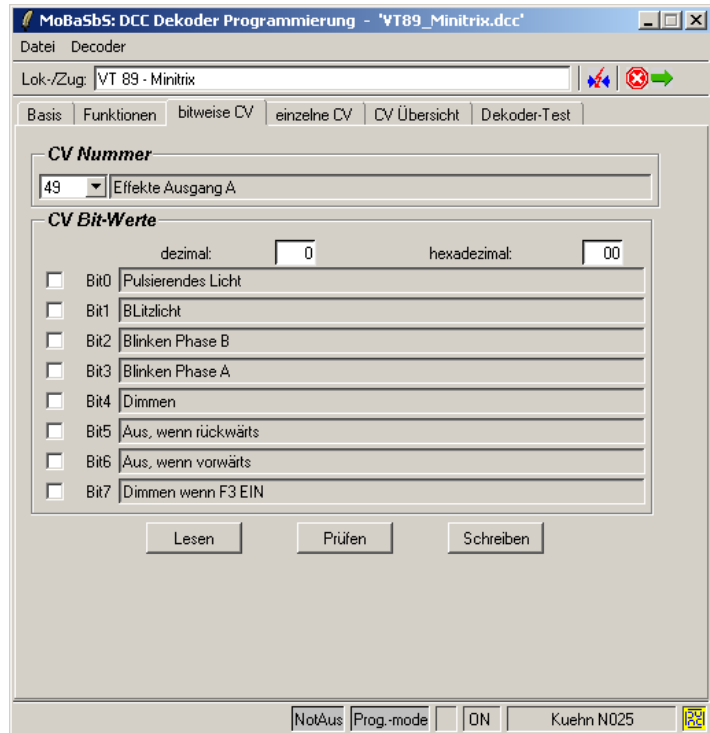 MoBaSbS: DCC Dekoder Programmierung - 'VT89_Minitrix.dcc'
Datei Decoder
Lok-/Zug: VT 89 - Minitrix
Basis Funktionen bitweise CV einzelne CV CV Übersicht Dekoder-Test
CV Nummer
49 Effekte Ausgang A
CV Bit-Werte
dezimal: 0 hexadezimal: 00
Bit0 Pulsierendes Licht
Bit1 BLitzlicht
Bit2 Blinken Phase B
Bit3 Blinken Phase A
Bit4 Dimmen
Bit5 Aus, wenn rückwärts
Bit6 Aus, wenn vorwärts
Bit7 Dimmen wenn F3 EIN
Lesen Prüfen Schreiben
NotAus Prog.-mode ON Kuehn N025